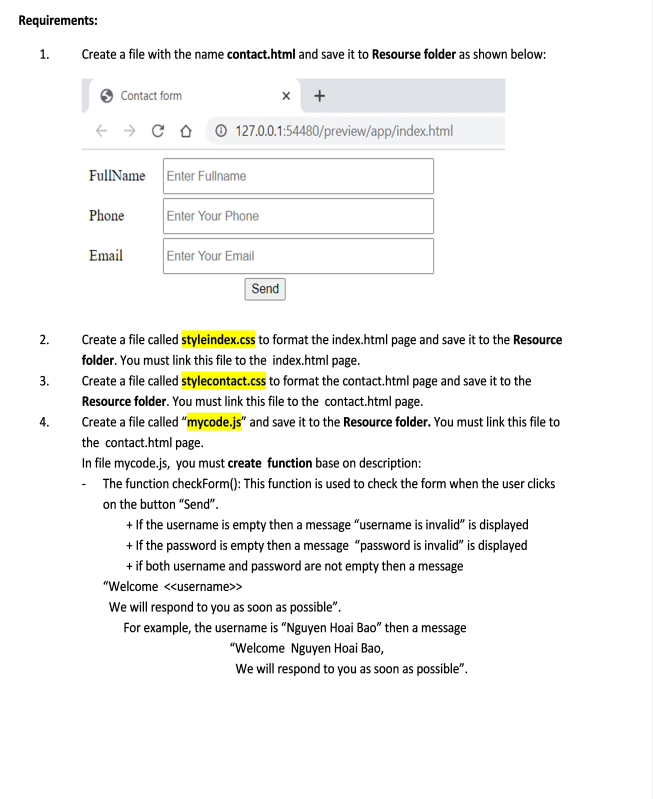 Requirements:
1. Create a file with the name contact.html and save it to Resourse folder as shown below:
Contact form × +
127.0.0.1:54480/preview/app/index.html
FullName Enter Fullname
Phone Enter Your Phone
Email Enter Your Email
Send
2. Create a file called styleindex.css to format the index.html page and save it to the Resource
folder. You must link this file to the index.html page.
3. Create a file called stylecontact.css to format the contact.html page and save it to the
Resource folder. You must link this file to the contact.html page.
4. Create a file called “mycode.js” and save it to the Resource folder. You must link this file to
the contact.html page.
In file mycode.js, you must create function base on description:
- The function checkForm(): This function is used to check the form when the user clicks
on the button “Send”.
+ If the username is empty then a message “username is invalid” is displayed
+ If the password is empty then a message “password is invalid” is displayed
+ if both username and password are not empty then a message
“Welcome <<username>>
We will respond to you as soon as possible”.
For example, the username is “Nguyen Hoai Bao” then a message
“Welcome Nguyen Hoai Bao,
We will respond to you as soon as possible”.